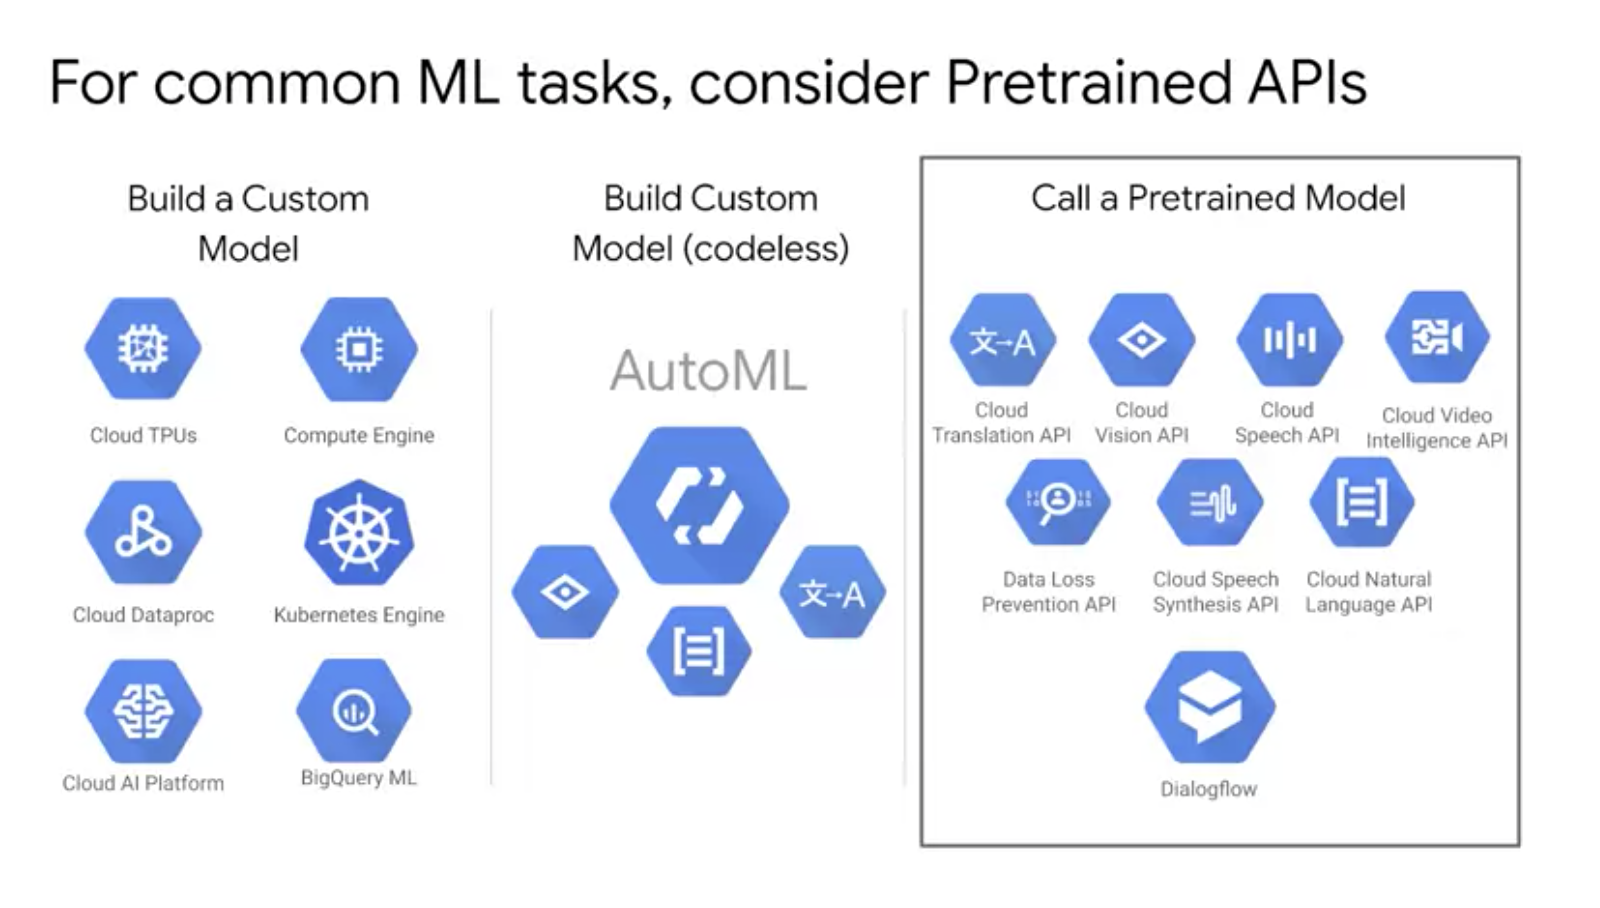 For common ML tasks, consider Pretrained APIs
Build a Custom
Model
Cloud TPUs
Compute Engine
Cloud Dataproc
Kubernetes Engine
Cloud AI Platform
BigQuery ML
Build Custom
Model (codeless)
AutoML
文→A
Call a Pretrained Model
文→A
Cloud
Translation API
Cloud
Vision API
Cloud
Speech API
Cloud Video
Intelligence API
Data Loss
Prevention API
Cloud Speech
Synthesis API
Cloud Natural
Language API
Dialogflow